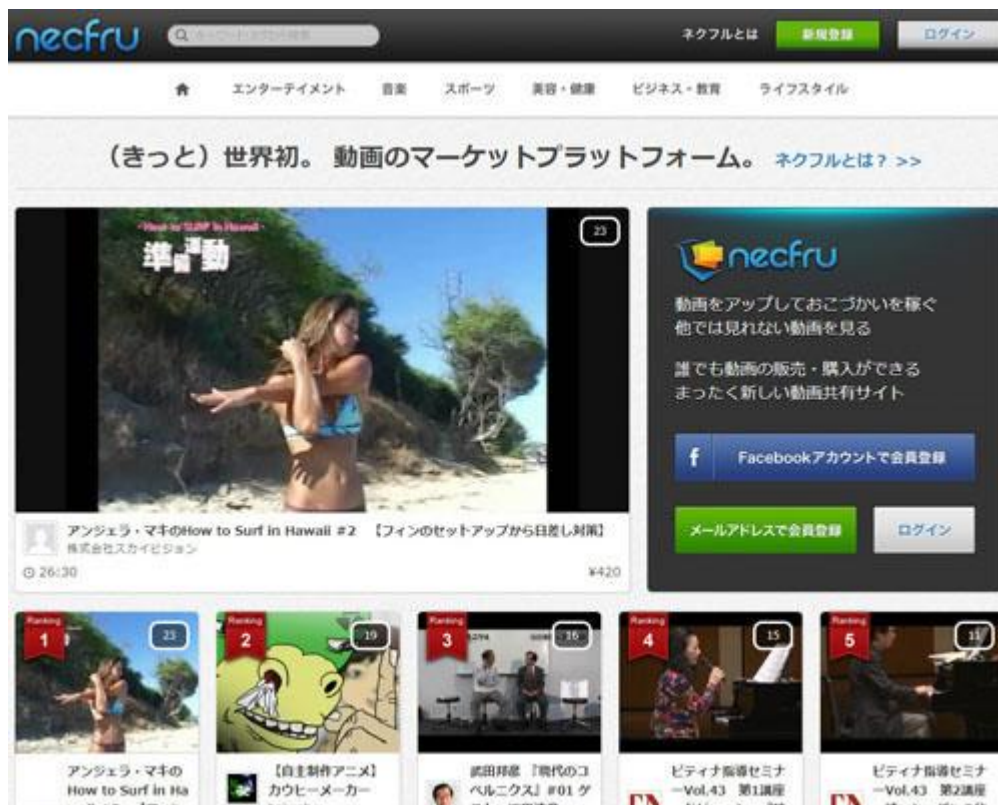 necfru
ネクフルとは
新規登録
ログイン
エンターテイメント
音楽
スポーツ
美容・健康
ビジネス・教育
ライフスタイル
（きっと）世界初。 動画のマーケットプラットフォーム。 ネクフルとは? >>
-How to SURF in Hawaii-
準備運動
23
necfru
動画をアップしておこづかいを稼ぐ
他では見れない動画を見る
誰でも動画の販売・購入ができる
まったく新しい動画共有サイト
f Facebookアカウントで会員登録
メールアドレスで会員登録
ログイン
アンジェラ・マキのHow to Surf in Hawaii #2 【フィンのセットアップから日差し対策】
株式会社スカイビジョン
26:30
¥420
Ranking
1
23
Ranking
2
19
Ranking
3
16
Ranking
4
15
Ranking
5
11
アンジェラ・マキの
How to Surf in Ha
【自主制作アニメ】
カウヒーメーカー
武田邦彦 『現代のコ
ペルニクス』#01 ゲ
ピティナ指導セミナ
ーVol.43 第1講座
ピティナ指導セミナ
ーVol.43 第2講座